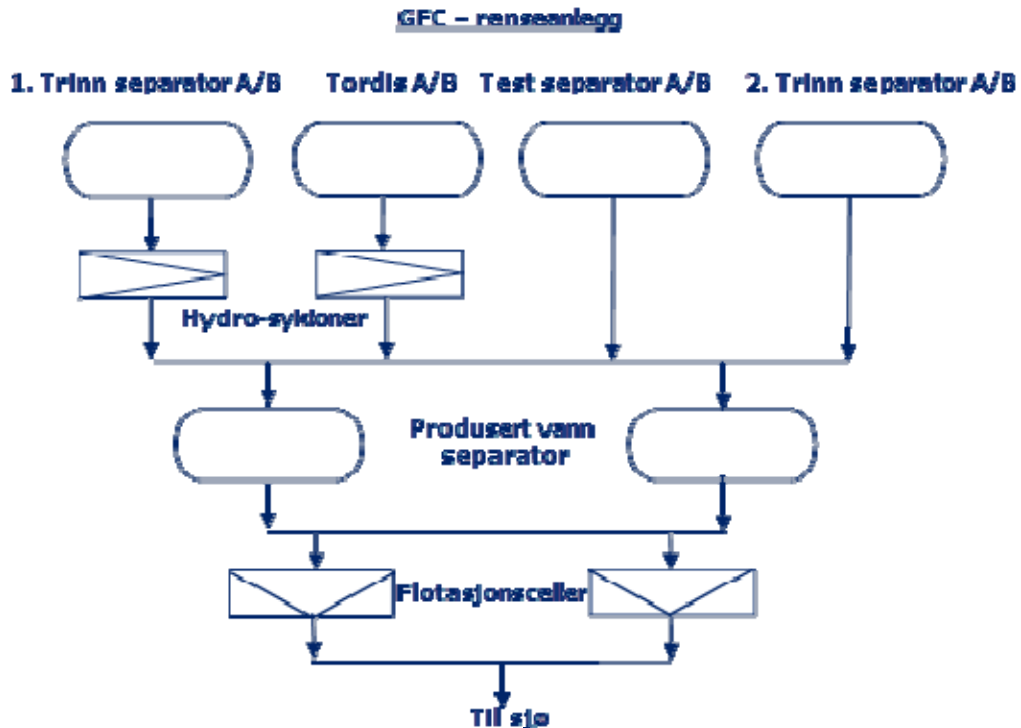 GFC – renseanlegg
1. Trinn separator A/B
Tordis A/B
Test separator A/B
2. Trinn separator A/B
Hydro-sykloner
Produsert vann
separator
Flotasjonsceller
Til sjø